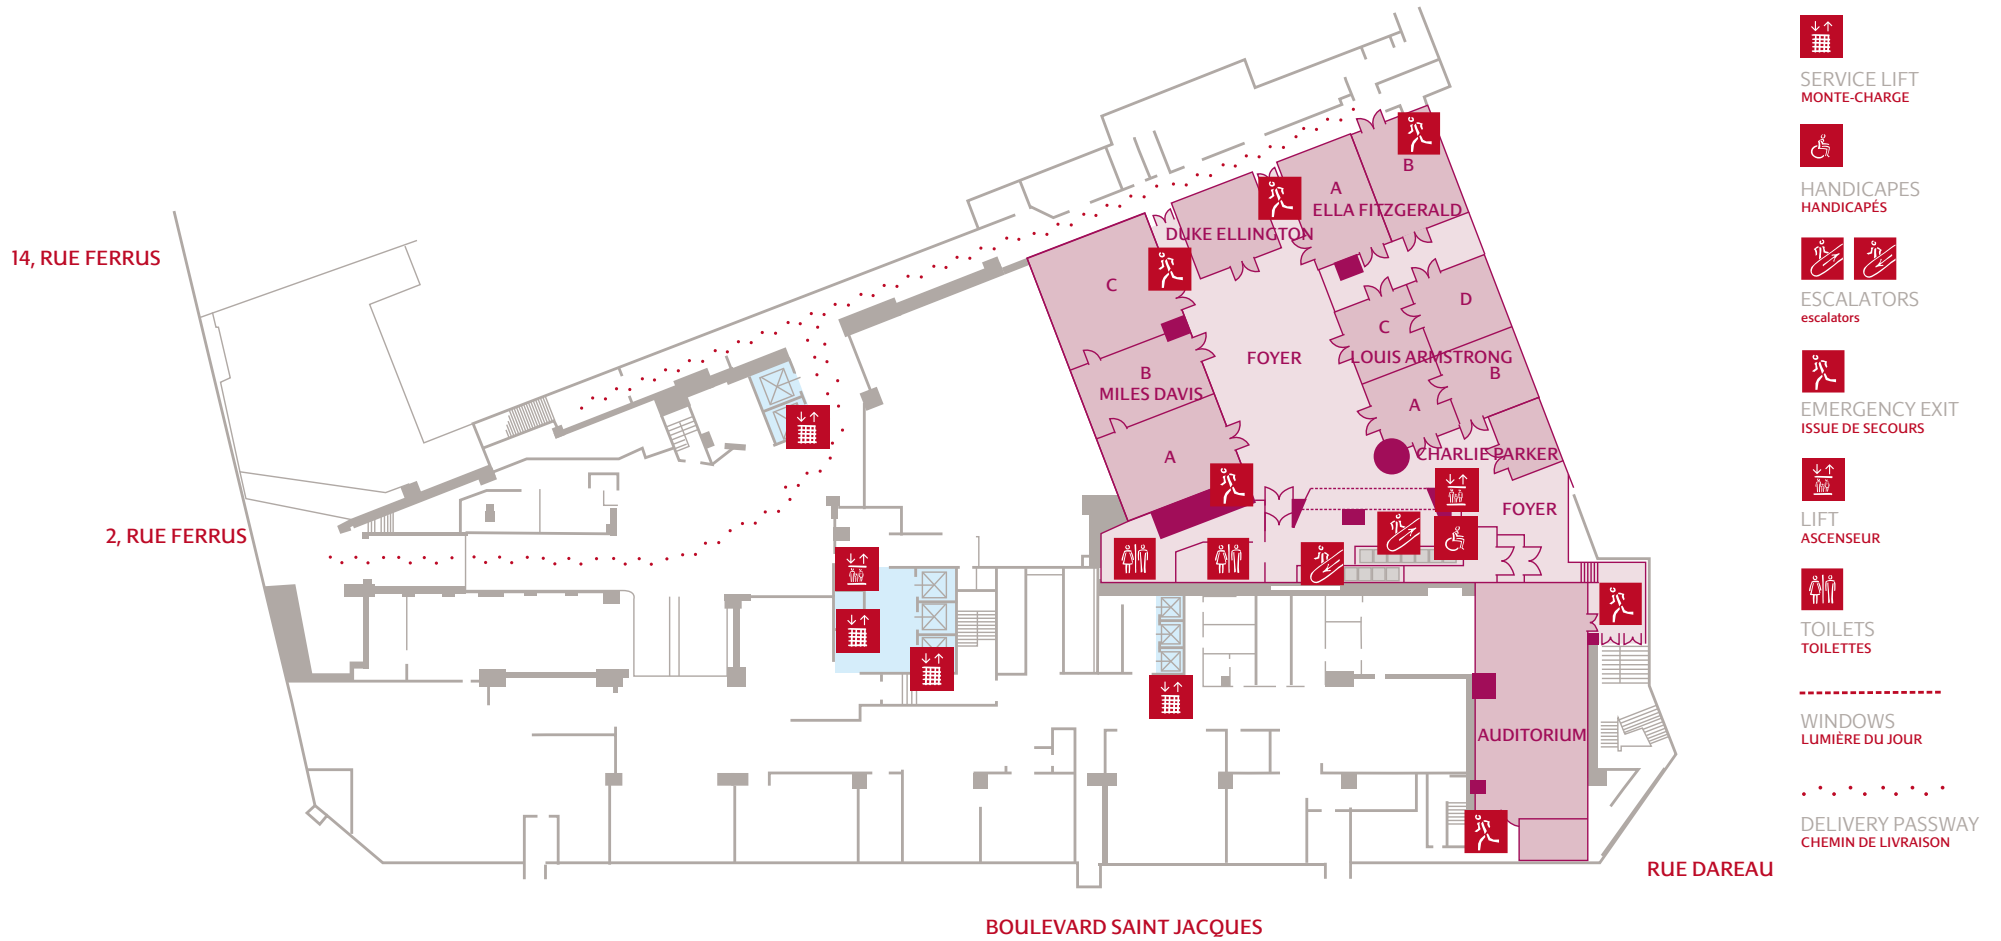 14, RUE FERRUS
2, RUE FERRUS
B
A
ELLA FITZGERALD
DUKE ELLINGTON
C
D
C
FOYER
LOUIS ARMSTRONG
B
B
MILES DAVIS
A
A
CHARLIE PARKER
FOYER
AUDITORIUM
RUE DAREAU
BOULEVARD SAINT JACQUES
SERVICE LIFT
MONTE-CHARGE
HANDICAPES
HANDICAPÉS
ESCALATORS
escalators
EMERGENCY EXIT
ISSUE DE SECOURS
LIFT
ASCENSEUR
TOILETS
TOILETTES
WINDOWS
LUMIÈRE DU JOUR
DELIVERY PASSWAY
CHEMIN DE LIVRAISON